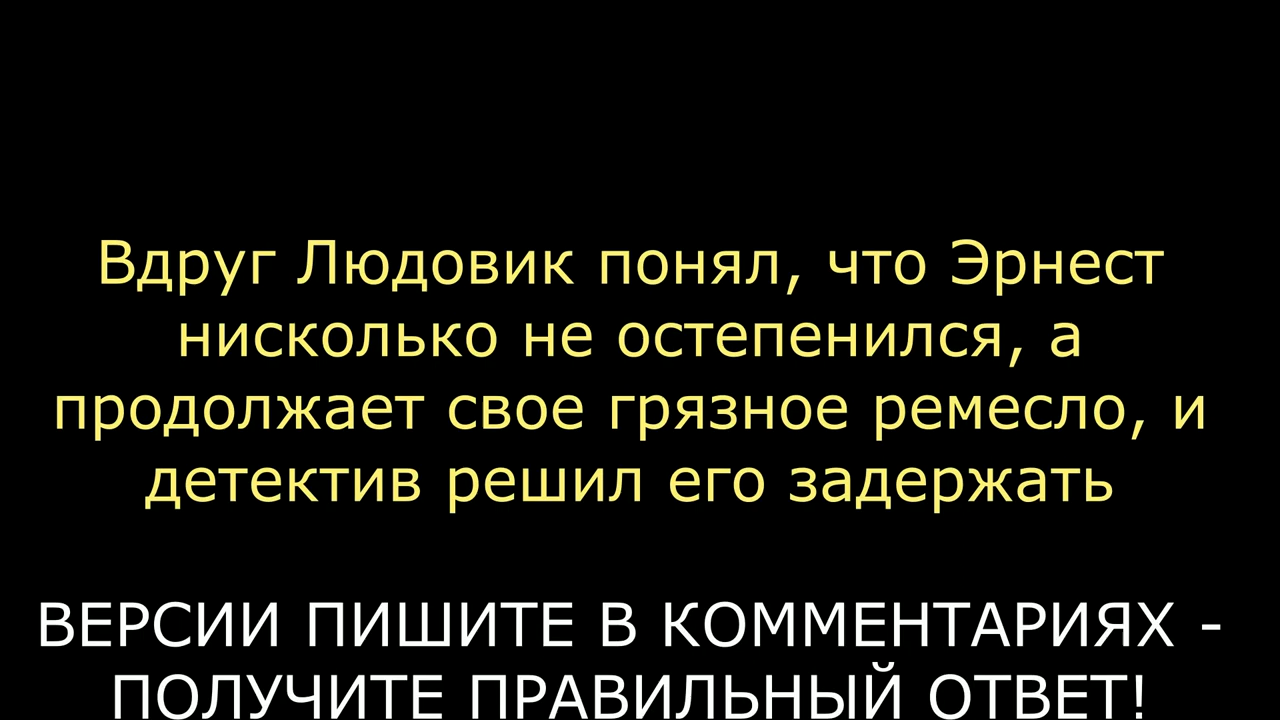 Вдруг Людовик понял, что Эрнест
нисколько не остепенился, а
продолжает свое грязное ремесло, и
детектив решил его задержать
ВЕРСИИ ПИШИТЕ В КОММЕНТАРИЯХ -
ПОЛУЧИТЕ ПРАВИЛЬНЫЙ ОТВЕТ!